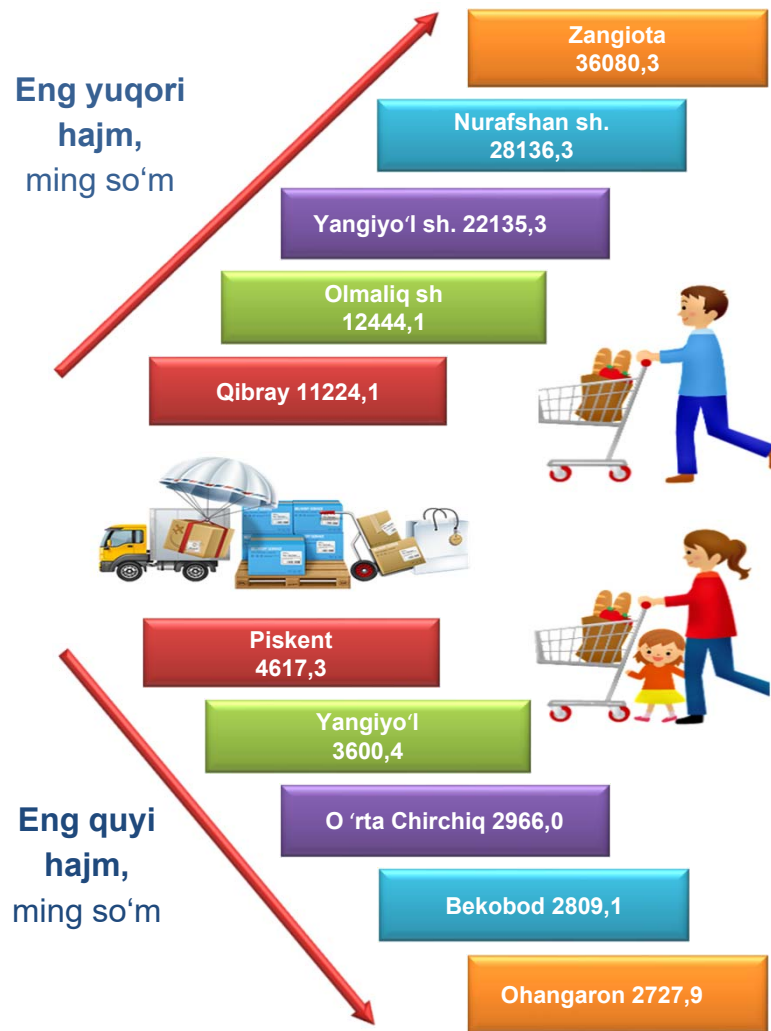 Eng yuqori
hajm,
ming so‘m
Zangiota
36080,3
Nurafshan sh.
28136,3
Yangiyo‘l sh. 22135,3
Olmaliq sh
12444,1
Qibray 11224,1
Piskent
4617,3
Yangiyo‘l
3600,4
O ‘rta Chirchiq 2966,0
Bekobod 2809,1
Ohangaron 2727,9
Eng quyi
hajm,
ming so‘m